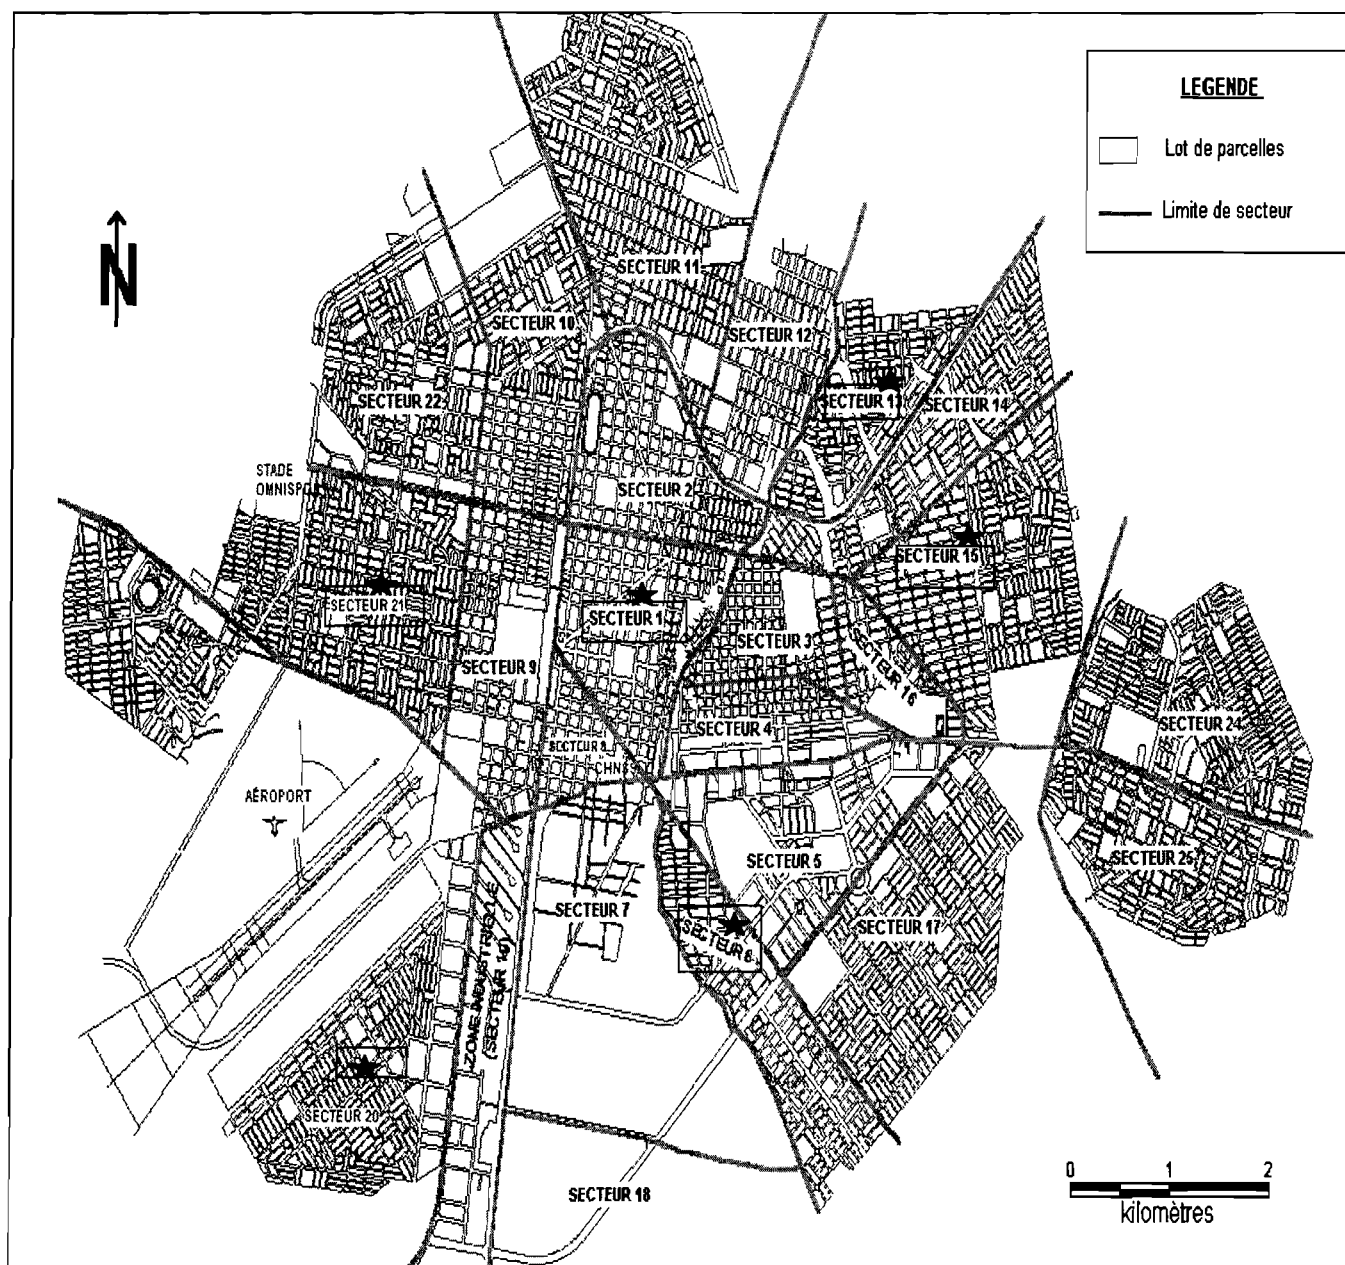 LEGENDE
Lot de parcelles
Limite de secteur
N
SECTEUR 11
SECTEUR 10
SECTEUR 12
SECTEUR 22
SECTEUR 13
SECTEUR 14
STADE
OMNISPO
SECTEUR 2
SECTEUR 15
SECTEUR 21
SECTEUR 1
SECTEUR 3
SECTEUR 9
SECTEUR 16
SECTEUR 4
SECTEUR 24
SECTEUR 8
AÉROPORT
SECTEUR 5
SECTEUR 25
SECTEUR 7
SECTEUR 17
SECTEUR 6
ZONE INDUSTRIELLE
(SECTEUR 19)
SECTEUR 20
SECTEUR 18
0 1 2
kilomètres